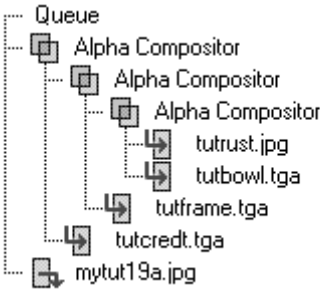 Queue
Alpha Compositor
Alpha Compositor
Alpha Compositor
tutrust.jpg
tutbowl.tga
tutframe.tga
tutcredt.tga
mytut19a.jpg